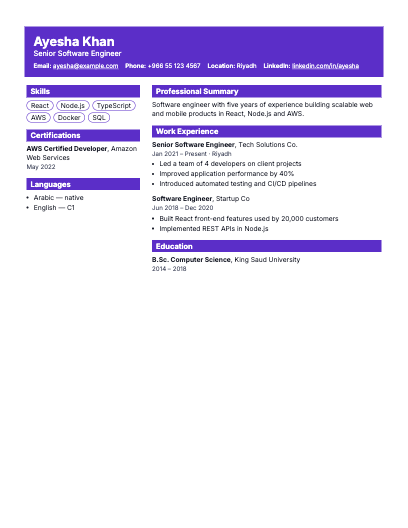 Ayesha Khan
Senior Software Engineer
Email: ayesha@example.com Phone: +966 55 123 4567 Location: Riyadh LinkedIn: linkedin.com/in/ayesha
Skills
React Node.js TypeScript
AWS Docker SQL
Certifications
AWS Certified Developer, Amazon
Web Services
May 2022
Languages
• Arabic — native
• English — C1
Professional Summary
Software engineer with five years of experience building scalable web
and mobile products in React, Node.js and AWS.
Work Experience
Senior Software Engineer, Tech Solutions Co.
Jan 2021 – Present · Riyadh
• Led a team of 4 developers on client projects
• Improved application performance by 40%
• Introduced automated testing and CI/CD pipelines
Software Engineer, Startup Co
Jun 2018 – Dec 2020
• Built React front-end features used by 20,000 customers
• Implemented REST APIs in Node.js
Education
B.Sc. Computer Science, King Saud University
2014 – 2018